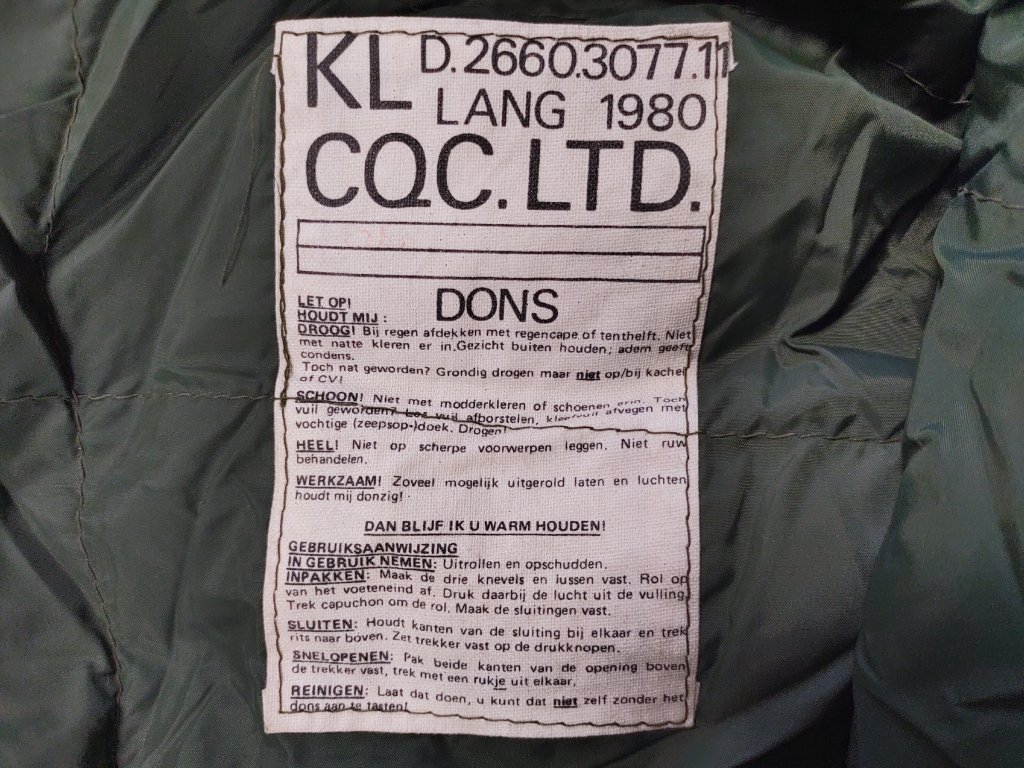 KL D.2660.3077.11
LANG 1980
CQC.LTD.
LET OP! DONS
HOUDT MIJ :
DROOG! Bij regen afdekken met regencape of tenthelft. Niet
met natte kleren er in.Gezicht buiten houden; adem geeft
condens.
Toch nat geworden? Grondig drogen maar niet op/bij kachel
of CV!
SCHOON! Niet met modderkleren of schoenen erin. Toch
vuil geworden? Los vuil afborstelen, kleefvuil afvegen met
vochtige (zeepsop-)doek. Drogen!
HEEL! Niet op scherpe voorwerpen leggen. Niet ruw
behandelen.
WERKZAAM! Zoveel mogelijk uitgerold laten en luchten
houdt mij donzig!
DAN BLIJF IK U WARM HOUDEN!
GEBRUIKSAANWIJZING
IN GEBRUIK NEMEN: Uitrollen en opschudden.
INPAKKEN: Maak de drie knevels en lussen vast. Rol op
van het voeteneind af. Druk daarbij de lucht uit de vulling.
Trek capuchon om de rol. Maak de sluitingen vast.
SLUITEN: Houdt kanten van de sluiting bij elkaar en trek
rits naar boven. Zet trekker vast op de drukknopen.
SNELOPENEN: Pak beide kanten van de opening boven
de trekker vast, trek met een rukje uit elkaar.
REINIGEN: Laat dat doen, u kunt dat niet zelf zonder het
dons aan te tasten!